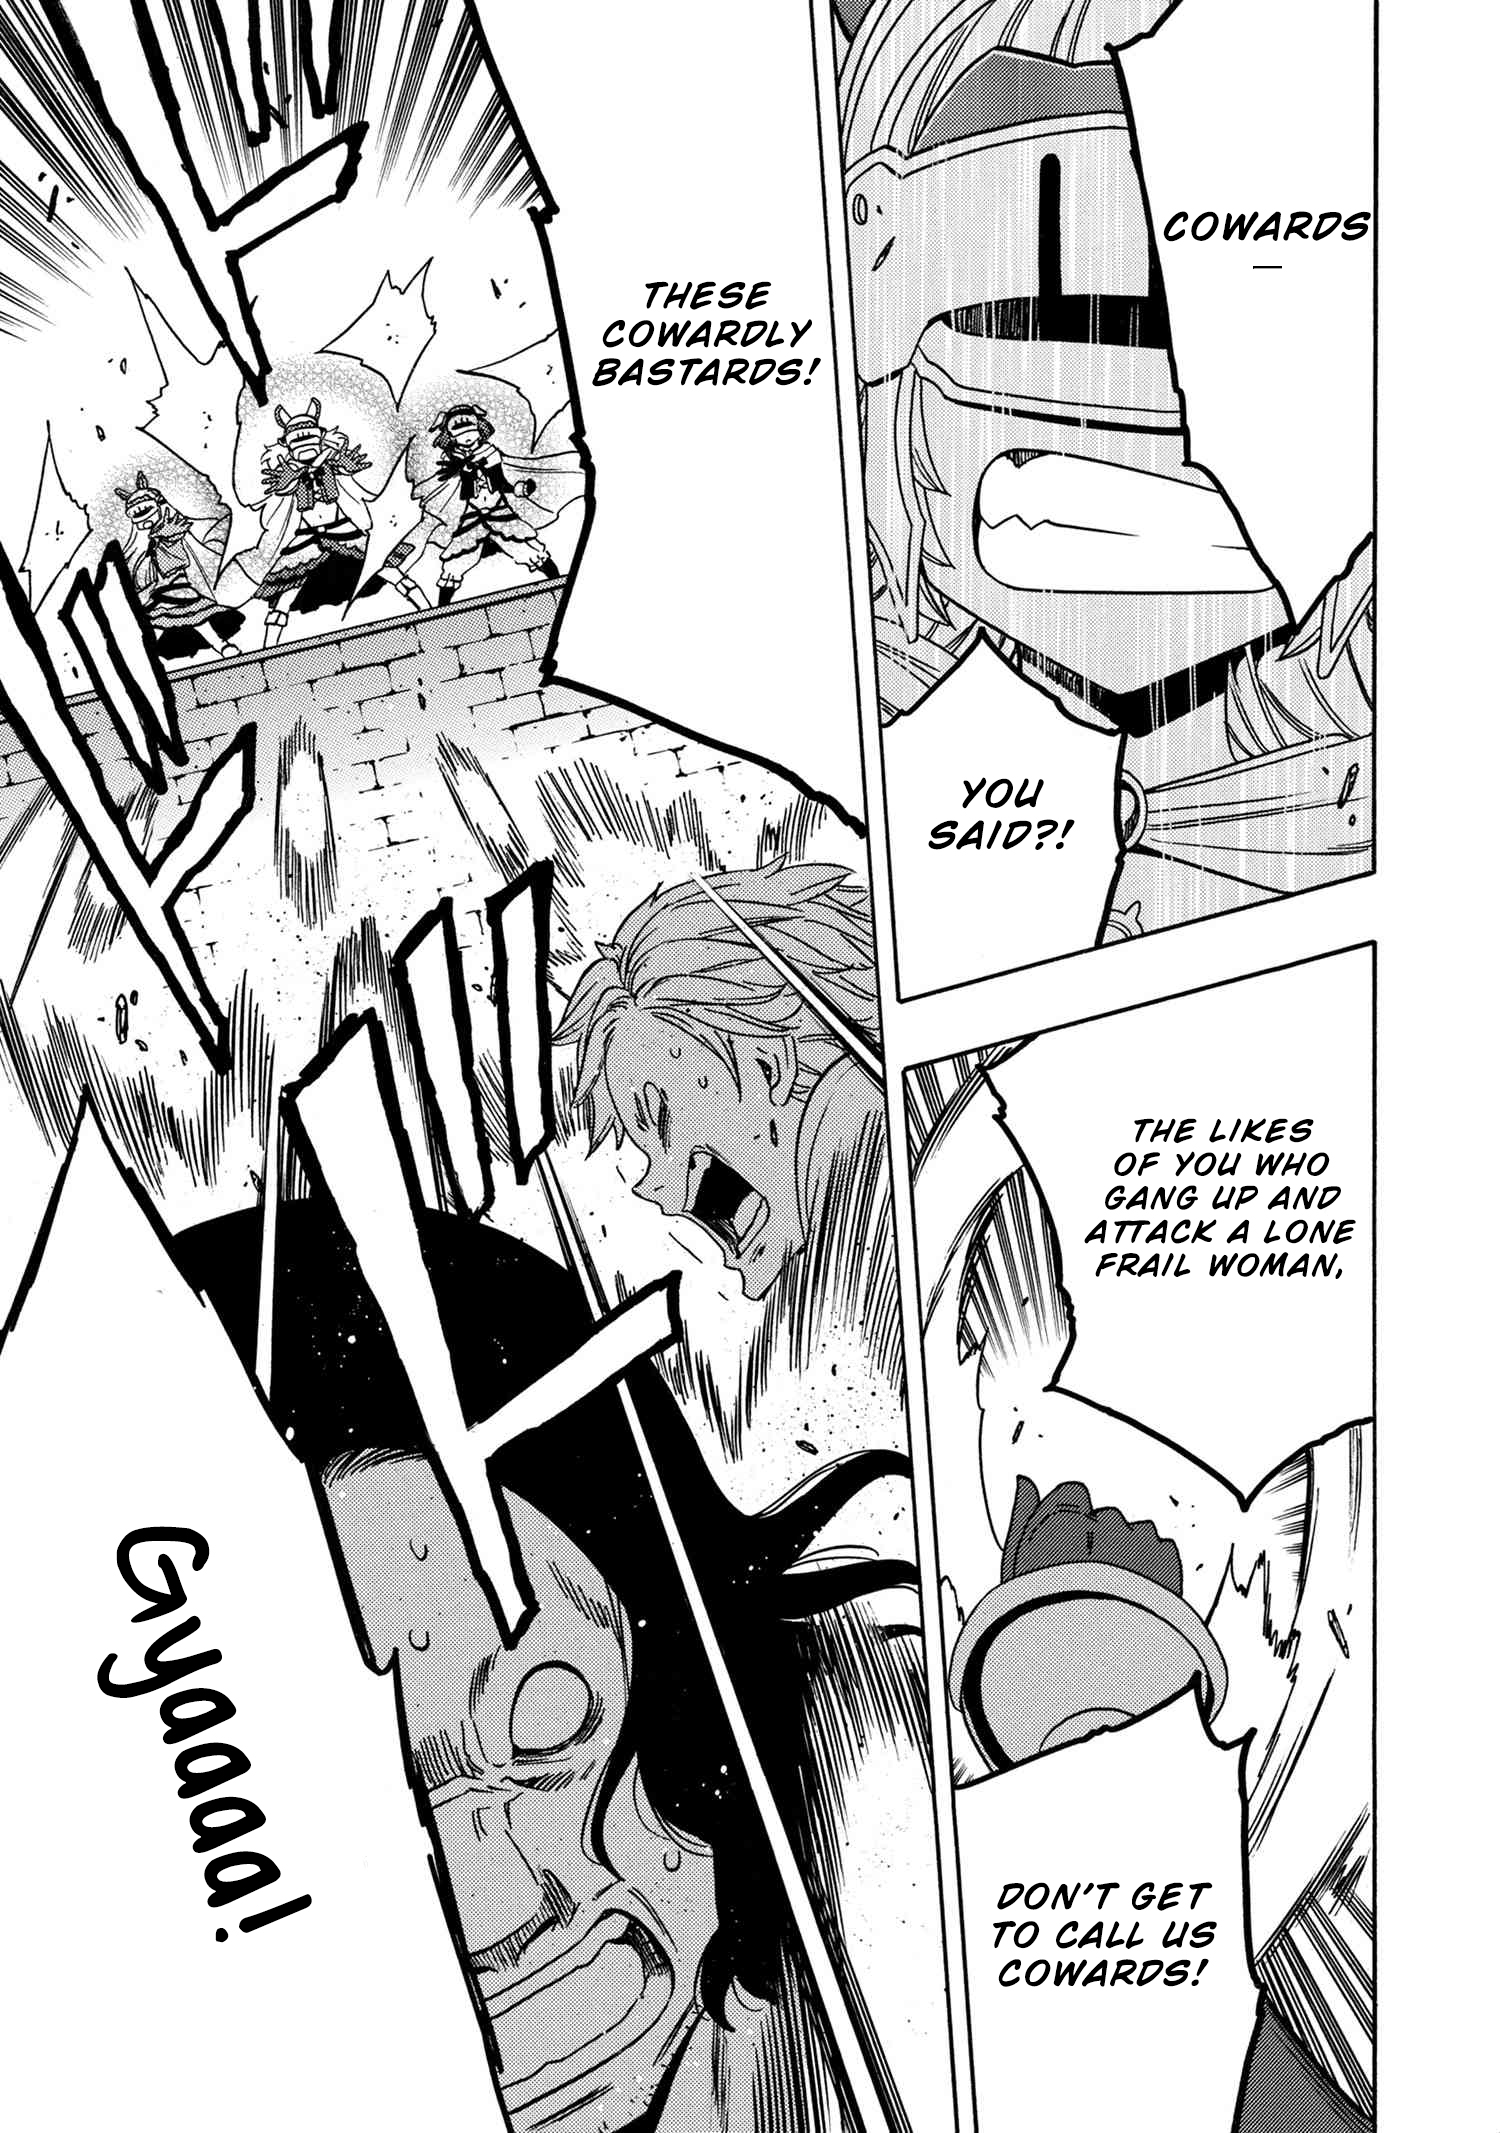 COWARDS
—
YOU
SAID?!
THE LIKES
OF YOU WHO
GANG UP AND
ATTACK A LONE
FRAIL WOMAN,
DON'T GET
TO CALL US
COWARDS!
THESE
COWARDLY
BASTARDS!
Gyaaaa!